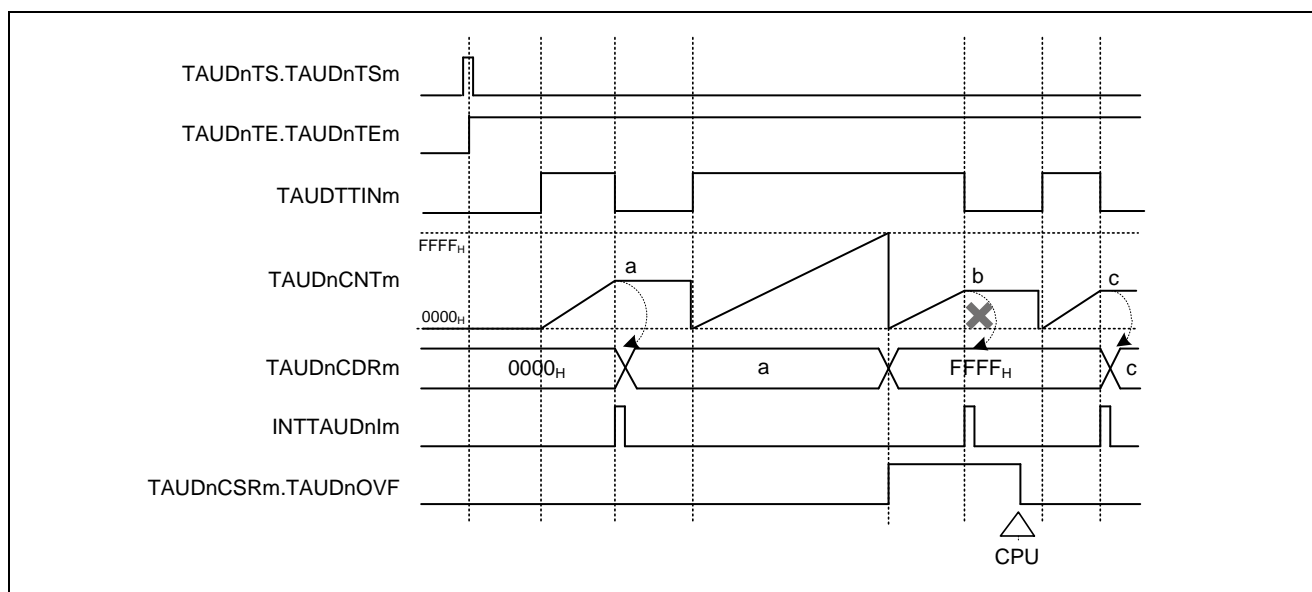 TAUDnTS.TAUDnTSm
TAUDnTE.TAUDnTEm
TAUDTTINm
FFFFH
TAUDnCNTm
a
b
c
0000H
TAUDnCDRm
0000H
a
FFFFH
c
INTTAUDnIm
TAUDnCSRm.TAUDnOVF
CPU